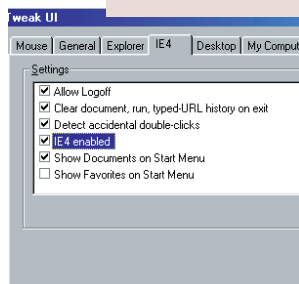 Tweak UI
Mouse General Explorer IE4 Desktop My Comput
Settings
Allow Logoff
Clear document, run, typed-URL history on exit
Detect accidental double-clicks
IE4 enabled
Show Documents on Start Menu
Show Favorites on Start Menu